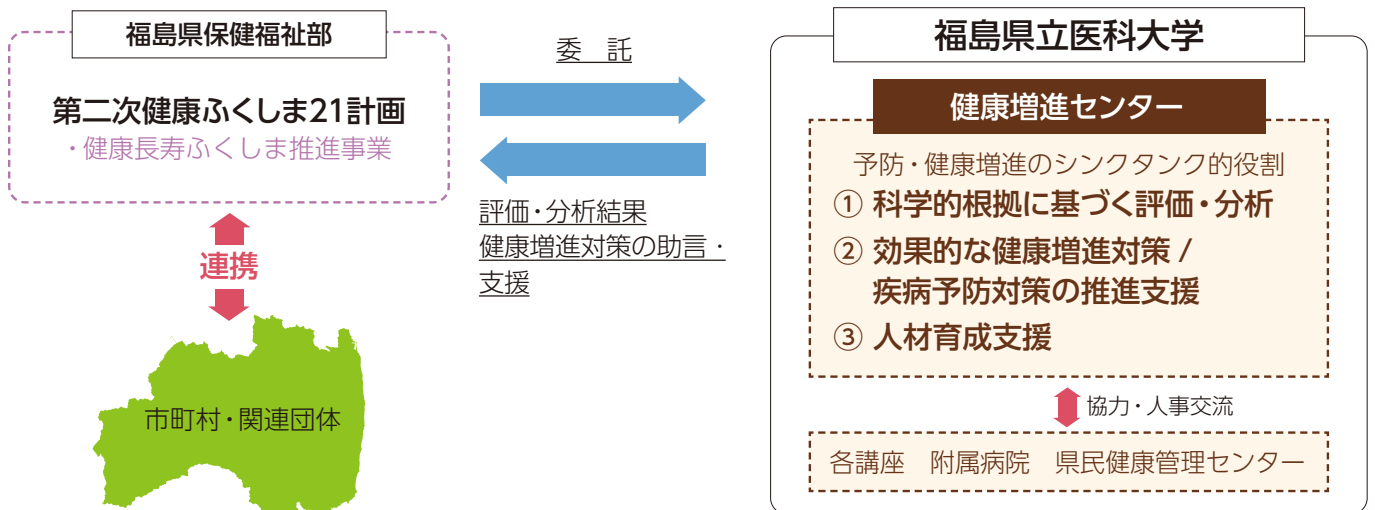 福島県保健福祉部
第二次健康ふくしま21計画
・健康長寿ふくしま推進事業
連携
市町村・関連団体
委　託
評価・分析結果
健康増進対策の助言・
支援
福島県立医科大学
健康増進センター
予防・健康増進のシンクタンク的役割
① 科学的根拠に基づく評価・分析
② 効果的な健康増進対策 /
疾病予防対策の推進支援
③ 人材育成支援
協力・人事交流
各講座　附属病院　県民健康管理センター